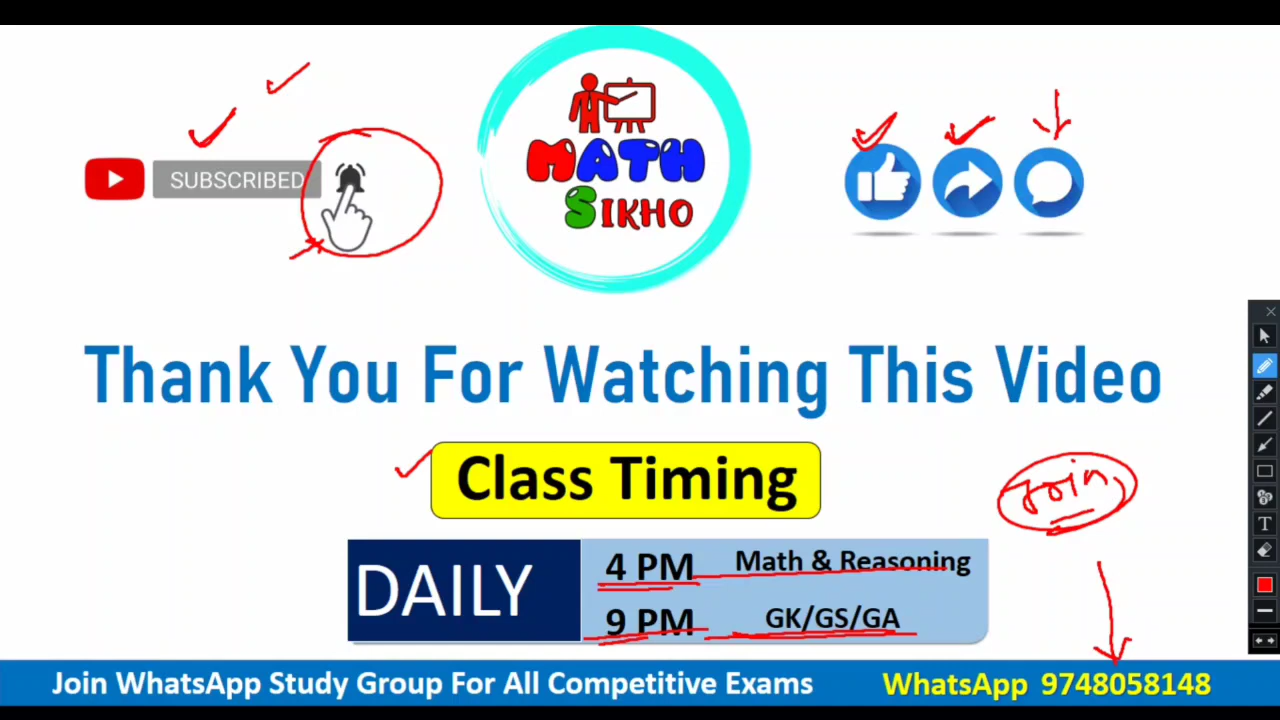 SUBSCRIBED
MATH
SIKHO
Thank You For Watching This Video
Class Timing
Join
DAILY
4 PM Math & Reasoning
9 PM GK/GS/GA
Join WhatsApp Study Group For All Competitive Exams WhatsApp 9748058148